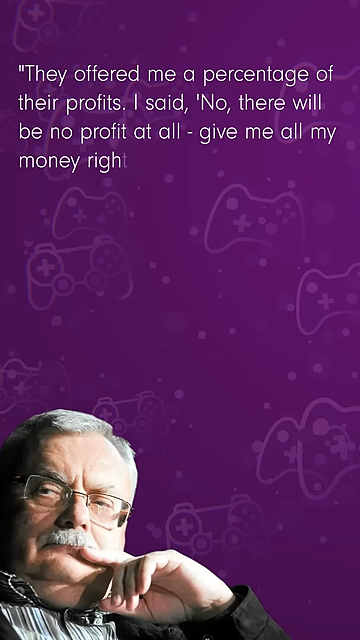 "They offered me a percentage of
their profits. I said, 'No, there will
be no profit at all - give me all my
money right